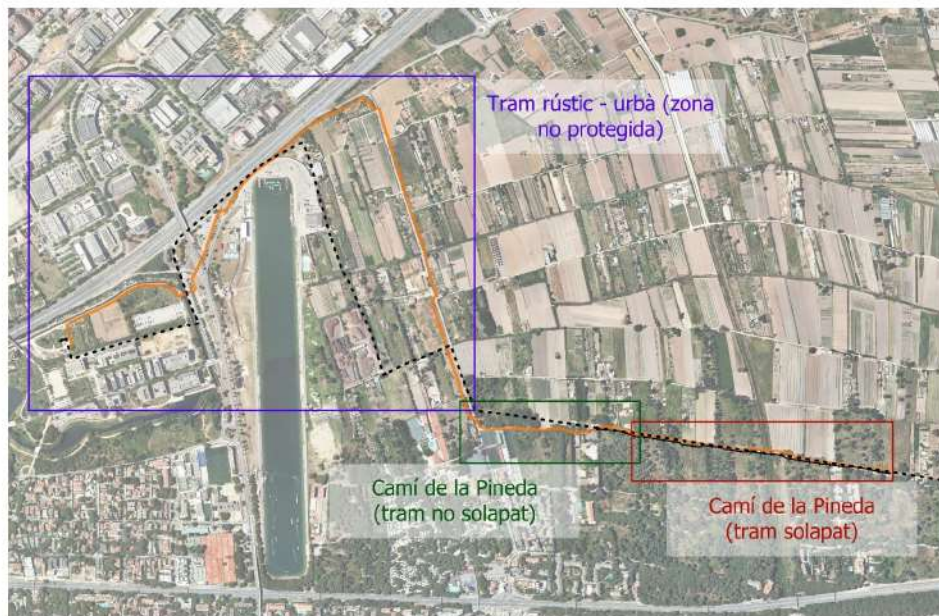 Tram rústic - urbà (zona
no protegida)
Camí de la Pineda
(tram no solapat)
Camí de la Pineda
(tram solapat)